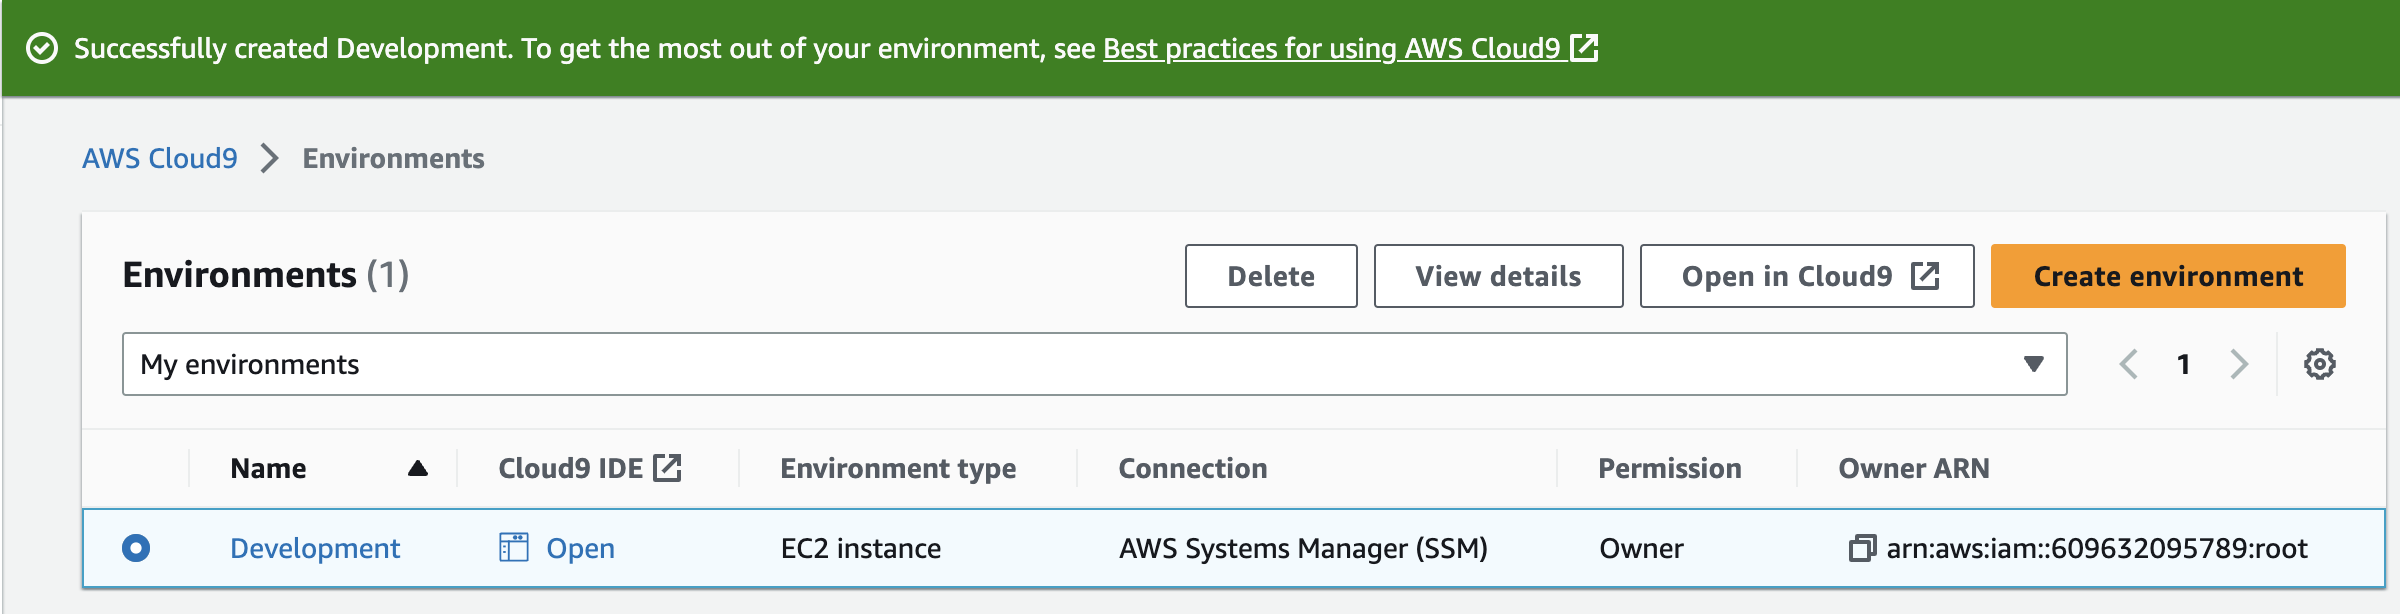 Successfully created Development. To get the most out of your environment, see Best practices for using AWS Cloud9
AWS Cloud9 Environments
Environments (1) Delete View details Open in Cloud9 Create environment
My environments 1
Name Cloud9 IDE Environment type Connection Permission Owner ARN
Development Open EC2 instance AWS Systems Manager (SSM) Owner arn:aws:iam::609632095789:root